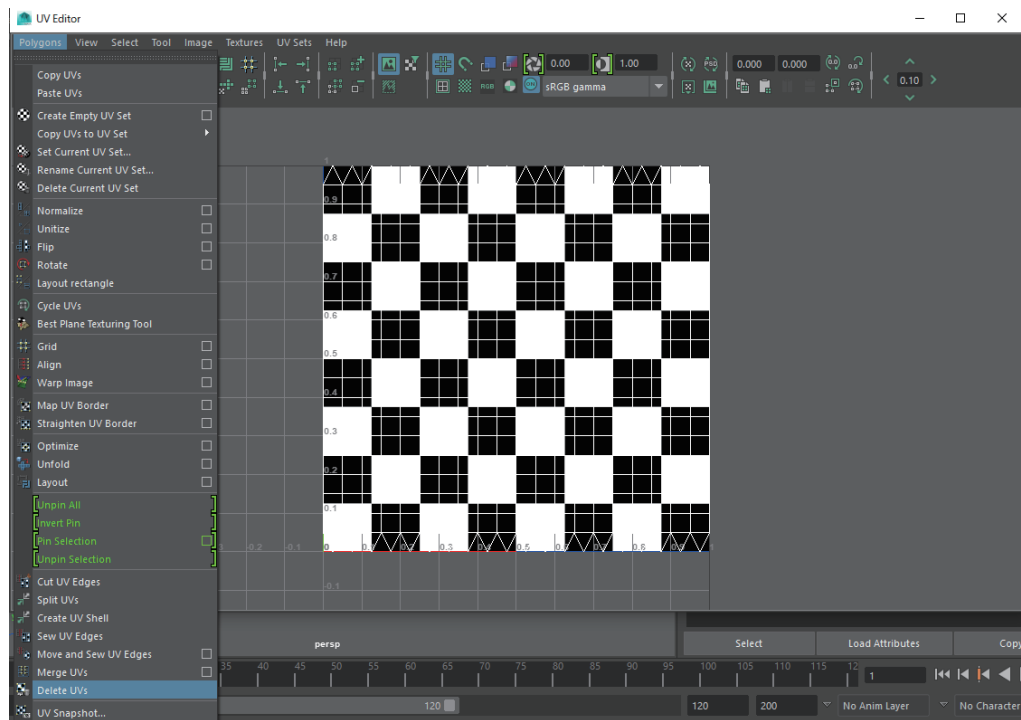 UV Editor
Polygons View Select Tool Image Textures UV Sets Help
0.00 1.00 0.000 0.000
sRGB gamma 0.10
RGB
Copy UVs
Paste UVs
Create Empty UV Set
Copy UVs to UV Set
Set Current UV Set...
Rename Current UV Set...
Delete Current UV Set
Normalize
Unitize
Flip
Rotate
Layout rectangle
Cycle UVs
Best Plane Texturing Tool
Grid
Align
Warp Image
Map UV Border
Straighten UV Border
Optimize
Unfold
Layout
Unpin All
Invert Pin
Pin Selection
Unpin Selection
Cut UV Edges
Split UVs
Create UV Shell
Sew UV Edges
Move and Sew UV Edges
Merge UVs
Delete UVs
UV Snapshot...
1
0.9
0.8
0.7
0.6
0.5
0.4
0.3
0.2
0.1
-0.2 -0.1 0 0.3 0.5
-0.1
persp
Select Load Attributes Copy
35 40 45 50 55 60 65 70 75 80 85 90 95 100 105 110 115 12
1
120 120 200 No Anim Layer No Character